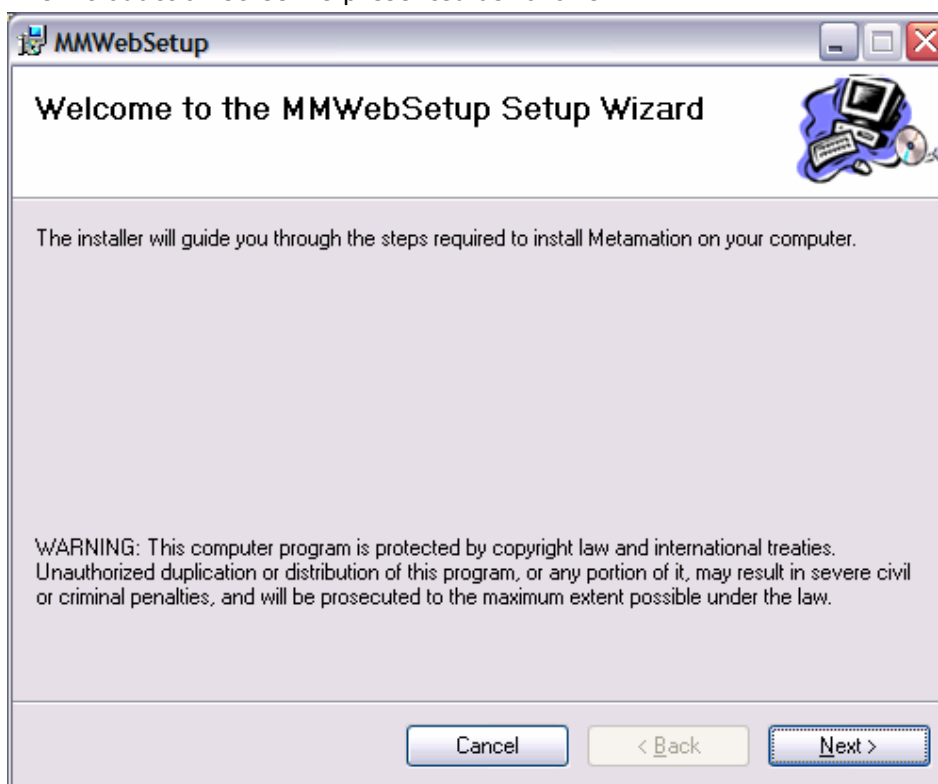 MMWebSetup
Welcome to the MMWebSetup Setup Wizard
The installer will guide you through the steps required to install Metamation on your computer.
WARNING: This computer program is protected by copyright law and international treaties.
Unauthorized duplication or distribution of this program, or any portion of it, may result in severe civil
or criminal penalties, and will be prosecuted to the maximum extent possible under the law.
Cancel < Back Next >